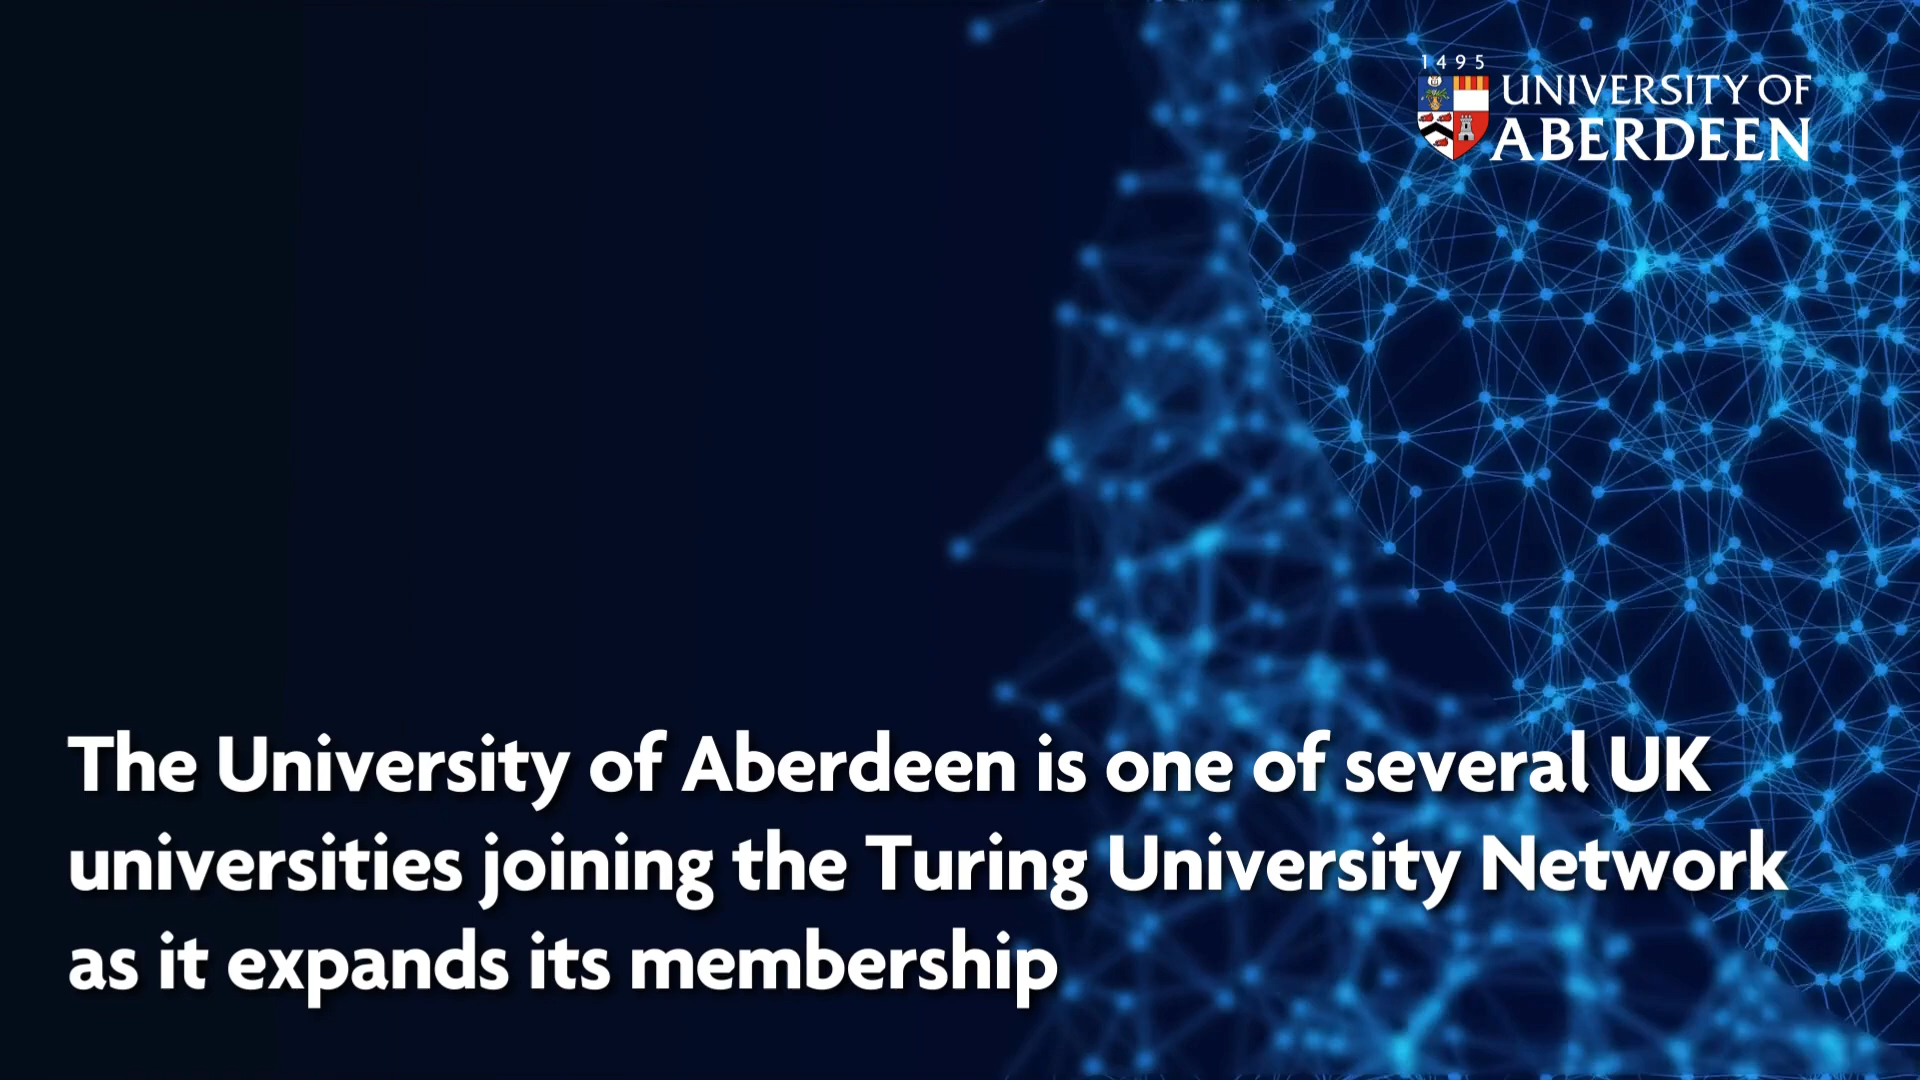 1495
UNIVERSITY OF
ABERDEEN
The University of Aberdeen is one of several UK
universities joining the Turing University Network
as it expands its membership